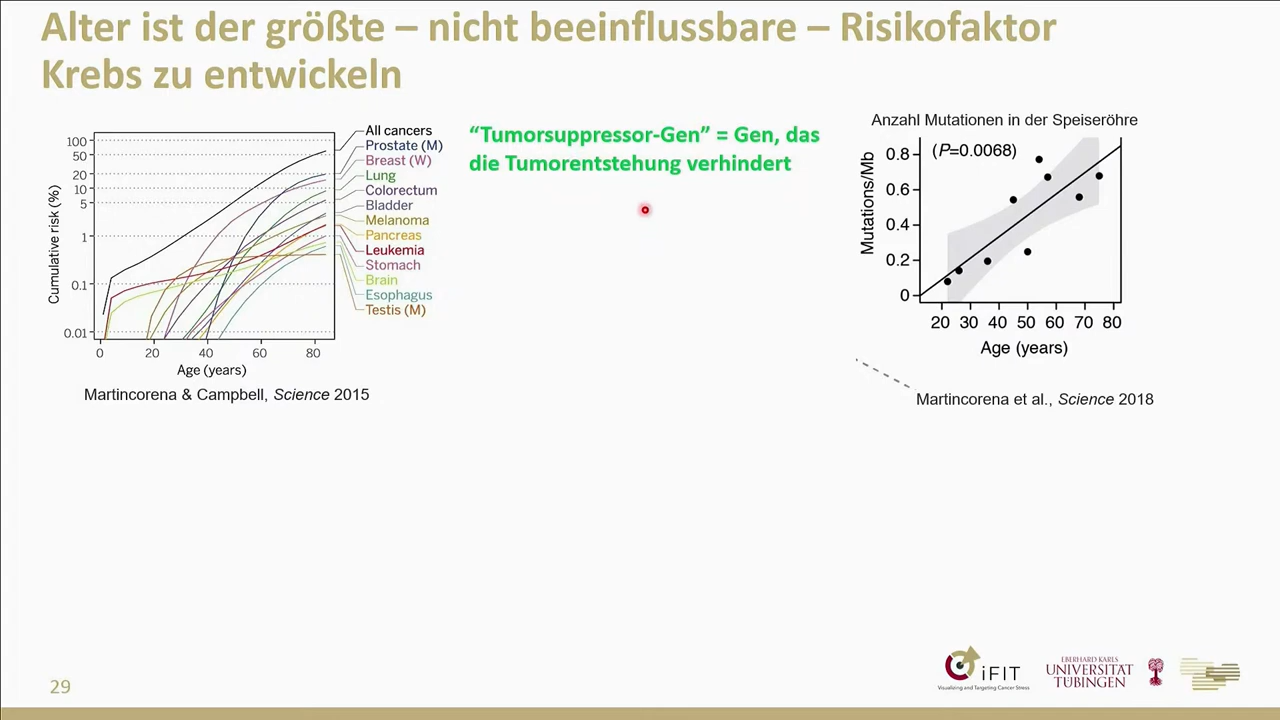 Alter ist der größte – nicht beeinflussbare – Risikofaktor
Krebs zu entwickeln
100
50
20
10
5
1
0.1
0.01
Cumulative risk (%)
0
20
40
60
80
Age (years)
All cancers
Prostate (M)
Breast (W)
Lung
Colorectum
Bladder
Melanoma
Pancreas
Leukemia
Stomach
Brain
Esophagus
Testis (M)
Martincorena & Campbell, Science 2015
“Tumorsuppressor-Gen” = Gen, das
die Tumorentstehung verhindert
Anzahl Mutationen in der Speiseröhre
(P=0.0068)
Mutations/Mb
0.8
0.6
0.4
0.2
0
20
30
40
50
60
70
80
Age (years)
Martincorena et al., Science 2018
29
iFIT
Visualizing and Targeting Cancer Stress
EBERHARD KARLS
UNIVERSITÄT
TÜBINGEN